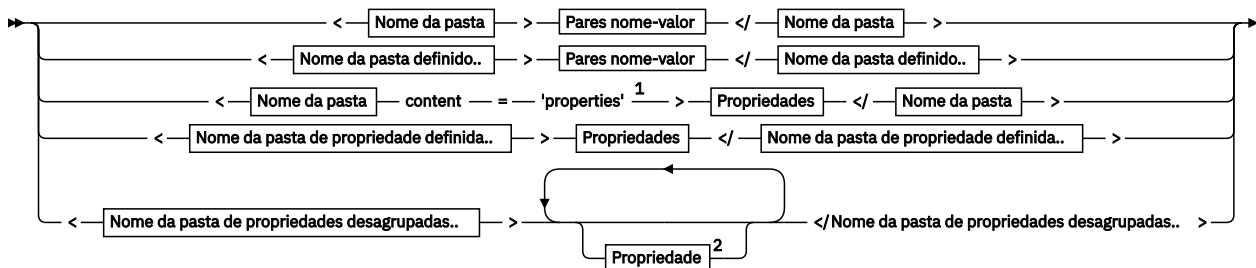 < Nome da pasta > Pares nome-valor </ Nome da pasta >
< Nome da pasta definido.. > Pares nome-valor </ Nome da pasta definido.. >
< Nome da pasta content = 'properties' 1 > Propriedades </ Nome da pasta >
< Nome da pasta de propriedade definida.. > Propriedades </ Nome da pasta de propriedade definida.. >
< Nome da pasta de propriedades desagrupadas.. > </ Nome da pasta de propriedades desagrupadas.. >
Propriedade 2